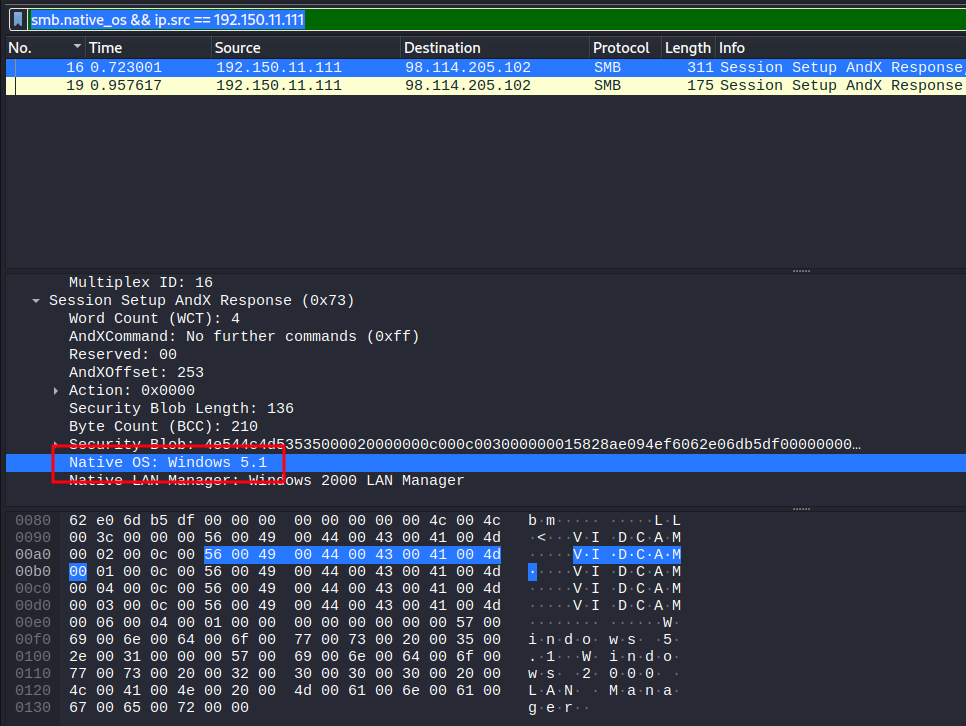 smb.native_os && ip.src == 192.150.11.111
No. Time Source Destination Protocol Length Info
16 0.723001 192.150.11.111 98.114.205.102 SMB 311 Session Setup AndX Response,
19 0.957617 192.150.11.111 98.114.205.102 SMB 175 Session Setup AndX Response
Multiplex ID: 16
Session Setup AndX Response (0x73)
Word Count (WCT): 4
AndXCommand: No further commands (0xff)
Reserved: 00
AndXOffset: 253
Action: 0x0000
Security Blob Length: 136
Byte Count (BCC): 210
Security Blob: 4e544c4d53535000020000000c000c003000000015828ae094ef6062e06db5df00000000…
Native OS: Windows 5.1
Native LAN Manager: Windows 2000 LAN Manager
0080 62 e0 6d b5 df 00 00 00 00 00 00 00 00 4c 00 4c b·m····· ·····L·L
0090 00 3c 00 00 00 56 00 49 00 44 00 43 00 41 00 4d ·<···V·I ·D·C·A·M
00a0 00 02 00 0c 00 56 00 49 00 44 00 43 00 41 00 4d ·····V·I ·D·C·A·M
00b0 00 01 00 0c 00 56 00 49 00 44 00 43 00 41 00 4d ·····V·I ·D·C·A·M
00c0 00 04 00 0c 00 56 00 49 00 44 00 43 00 41 00 4d ·····V·I ·D·C·A·M
00d0 00 03 00 0c 00 56 00 49 00 44 00 43 00 41 00 4d ·····V·I ·D·C·A·M
00e0 00 06 00 04 00 01 00 00 00 00 00 00 00 00 57 00 ········ ······W·
00f0 69 00 6e 00 64 00 6f 00 77 00 73 00 20 00 35 00 i·n·d·o· w·s· ·5·
0100 2e 00 31 00 00 00 57 00 69 00 6e 00 64 00 6f 00 .·1···W· i·n·d·o·
0110 77 00 73 00 20 00 32 00 30 00 30 00 30 00 20 00 w·s· ·2· 0·0·0· ·
0120 4c 00 41 00 4e 00 20 00 4d 00 61 00 6e 00 61 00 L·A·N· · M·a·n·a·
0130 67 00 65 00 72 00 00 00 g·e·r···